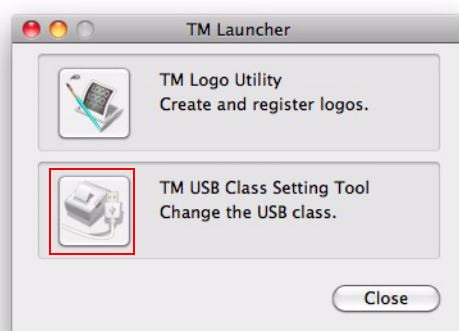 TM Launcher
TM Logo Utility
Create and register logos.
TM USB Class Setting Tool
Change the USB class.
Close